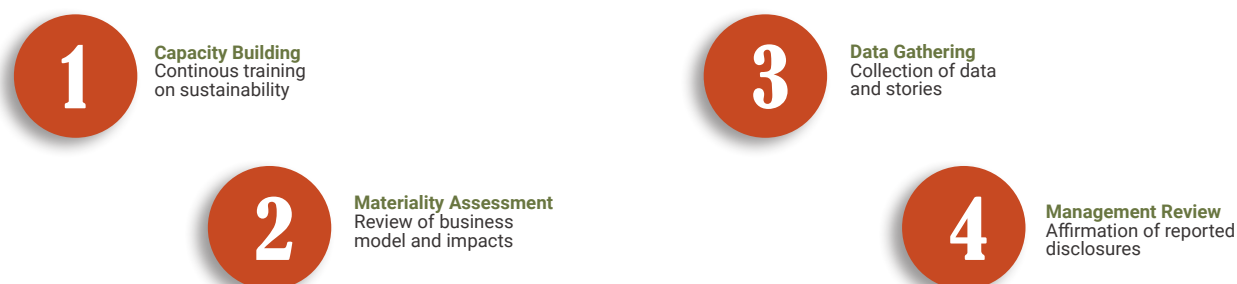 1
Capacity Building
Continous training
on sustainability
2
Materiality Assessment
Review of business
model and impacts
3
Data Gathering
Collection of data
and stories
4
Management Review
Affirmation of reported
disclosures